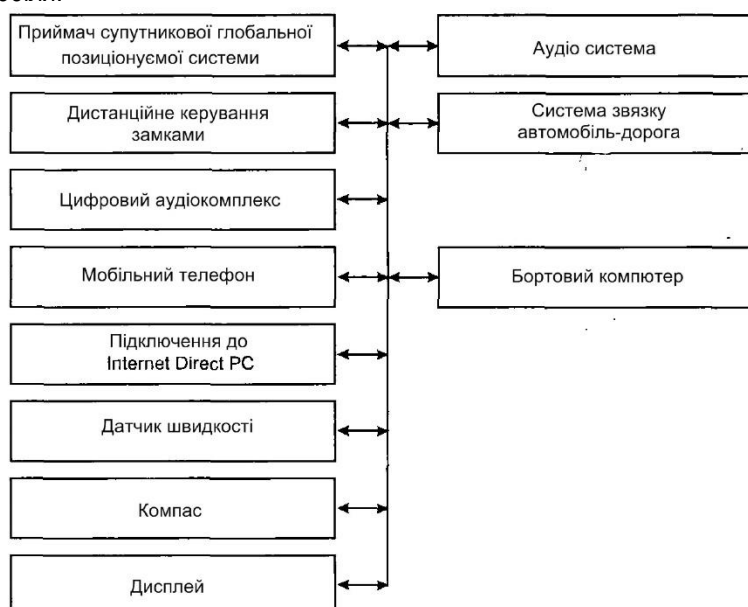 Приймач супутникової глобальної
позиціонуємої системи
Аудіо система
Дистанційне керування
замками
Система звязку
автомобіль-дорога
Цифровий аудіокомплекс
Мобільний телефон
Бортовий компютер
Підключення до
Internet Direct PC
Датчик швидкості
Компас
Дисплей